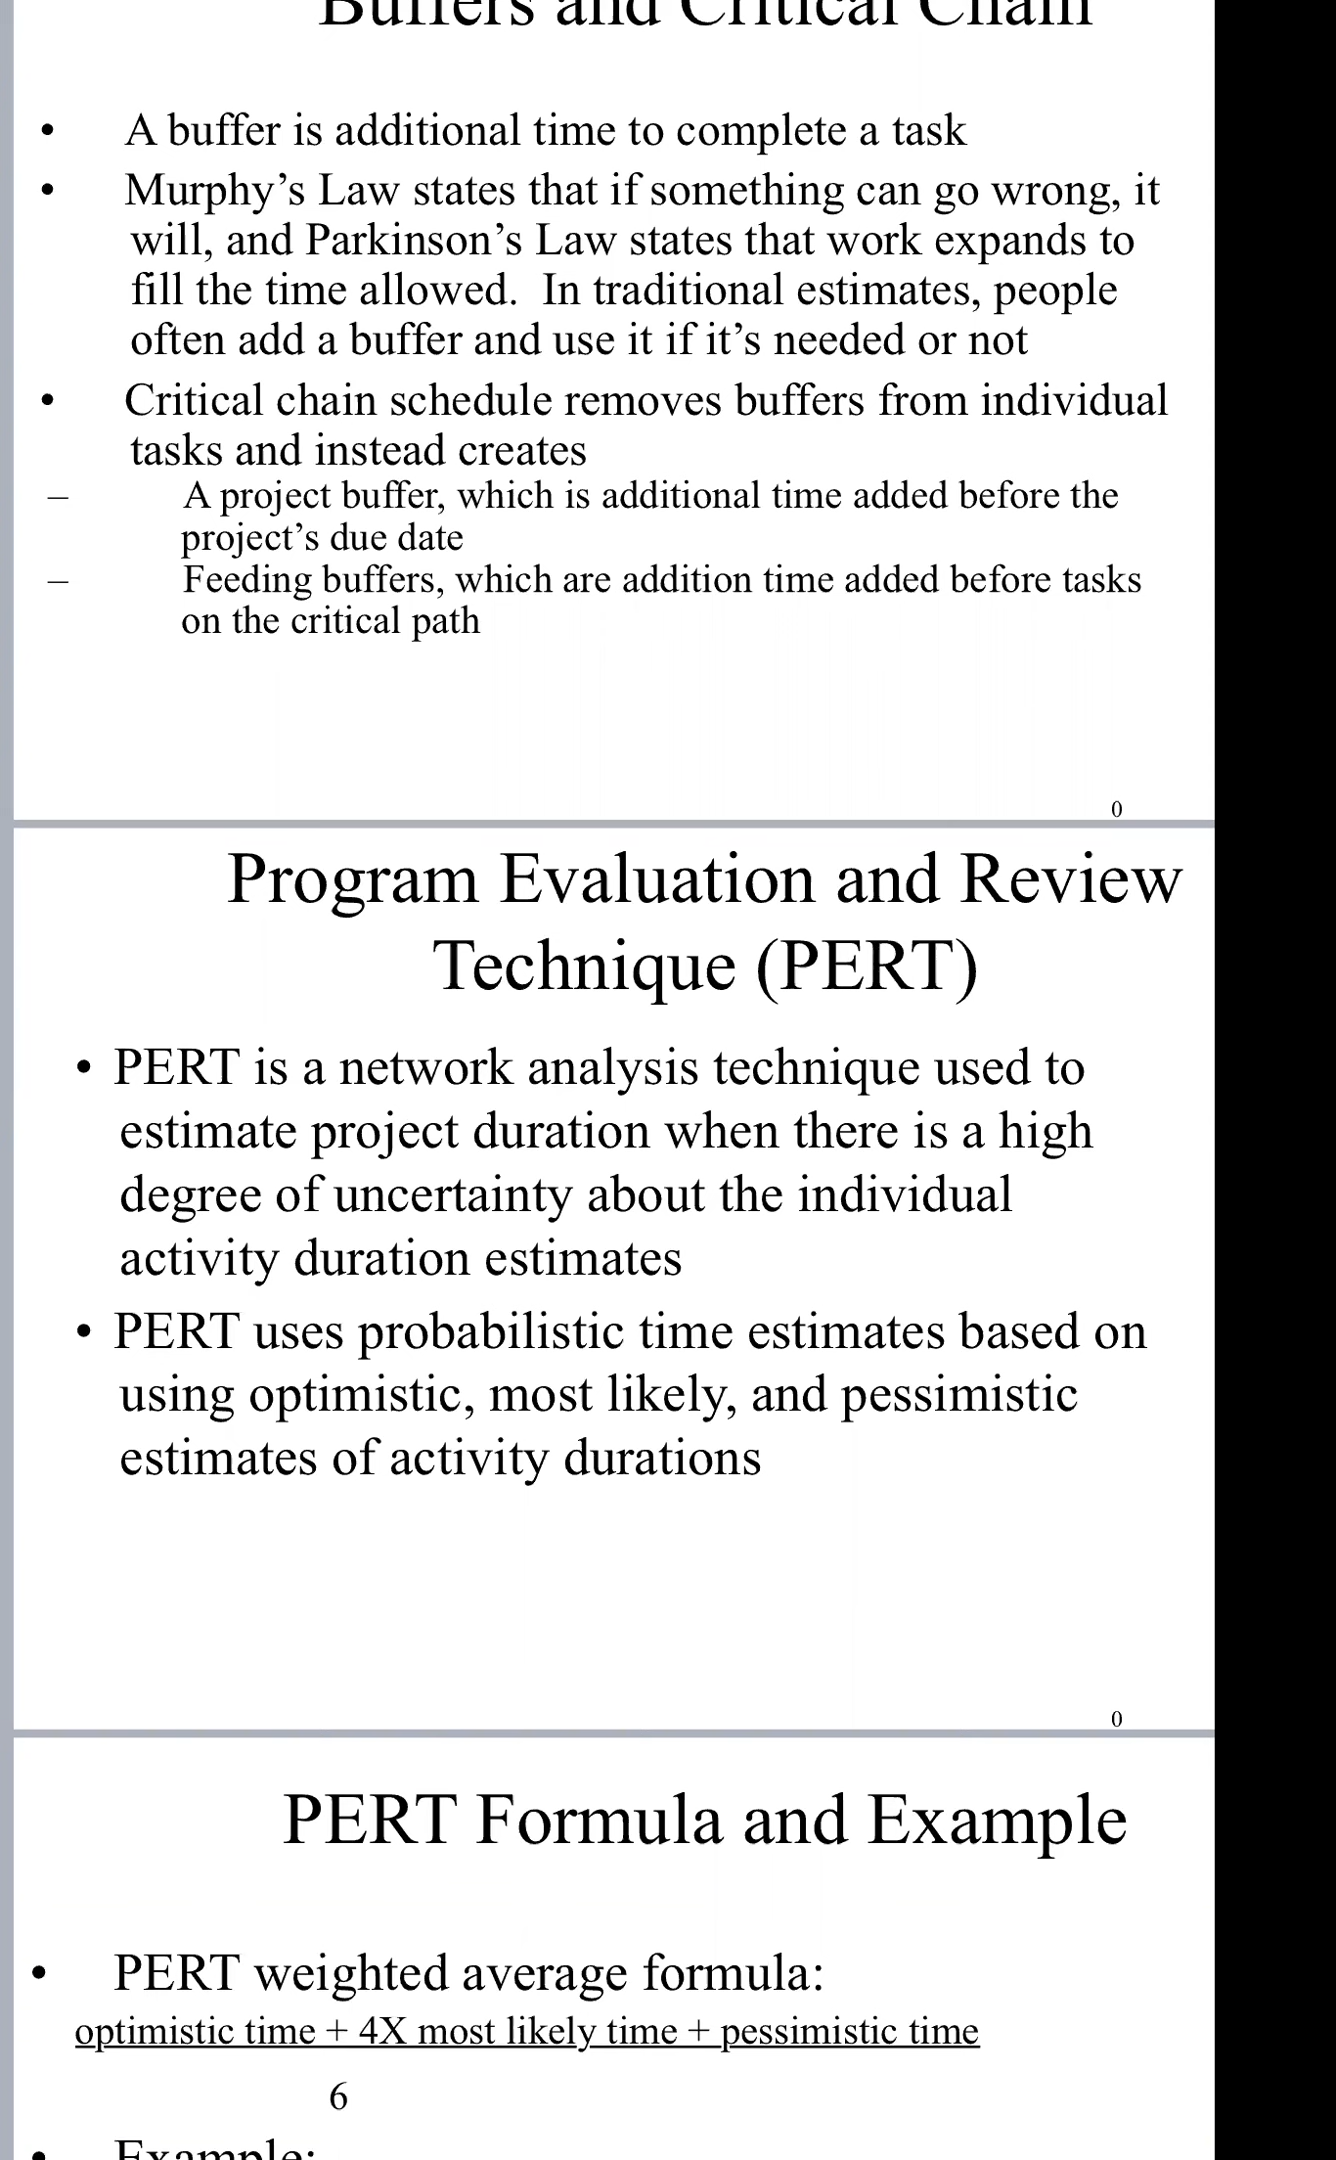 Buffers and Critical Chain
• A buffer is additional time to complete a task
• Murphy’s Law states that if something can go wrong, it
will, and Parkinson’s Law states that work expands to
fill the time allowed.  In traditional estimates, people
often add a buffer and use it if it’s needed or not
• Critical chain schedule removes buffers from individual
tasks and instead creates
– A project buffer, which is additional time added before the
project’s due date
– Feeding buffers, which are addition time added before tasks
on the critical path
0
Program Evaluation and Review
Technique (PERT)
• PERT is a network analysis technique used to
estimate project duration when there is a high
degree of uncertainty about the individual
activity duration estimates
• PERT uses probabilistic time estimates based on
using optimistic, most likely, and pessimistic
estimates of activity durations
0
PERT Formula and Example
• PERT weighted average formula:
optimistic time + 4X most likely time + pessimistic time
6
• Example: